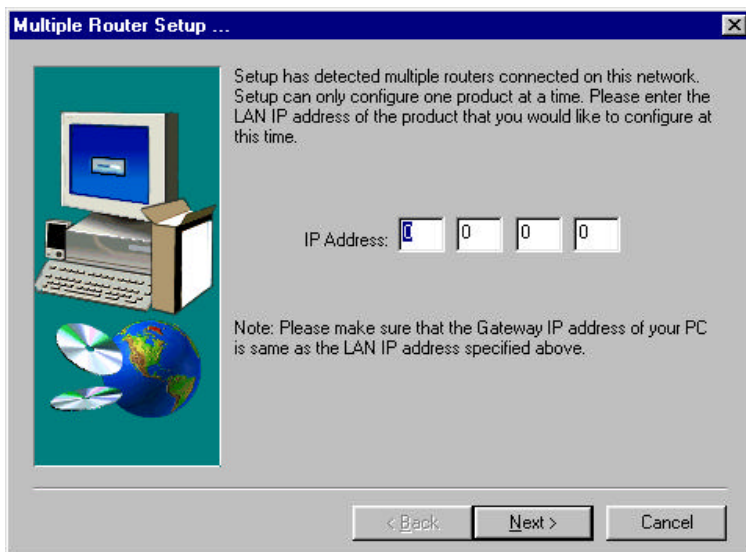 Multiple Router Setup ...
Setup has detected multiple routers connected on this network.
Setup can only configure one product at a time. Please enter the
LAN IP address of the product that you would like to configure at
this time.
IP Address: 0 0 0 0
Note: Please make sure that the Gateway IP address of your PC
is same as the LAN IP address specified above.
< Back Next > Cancel